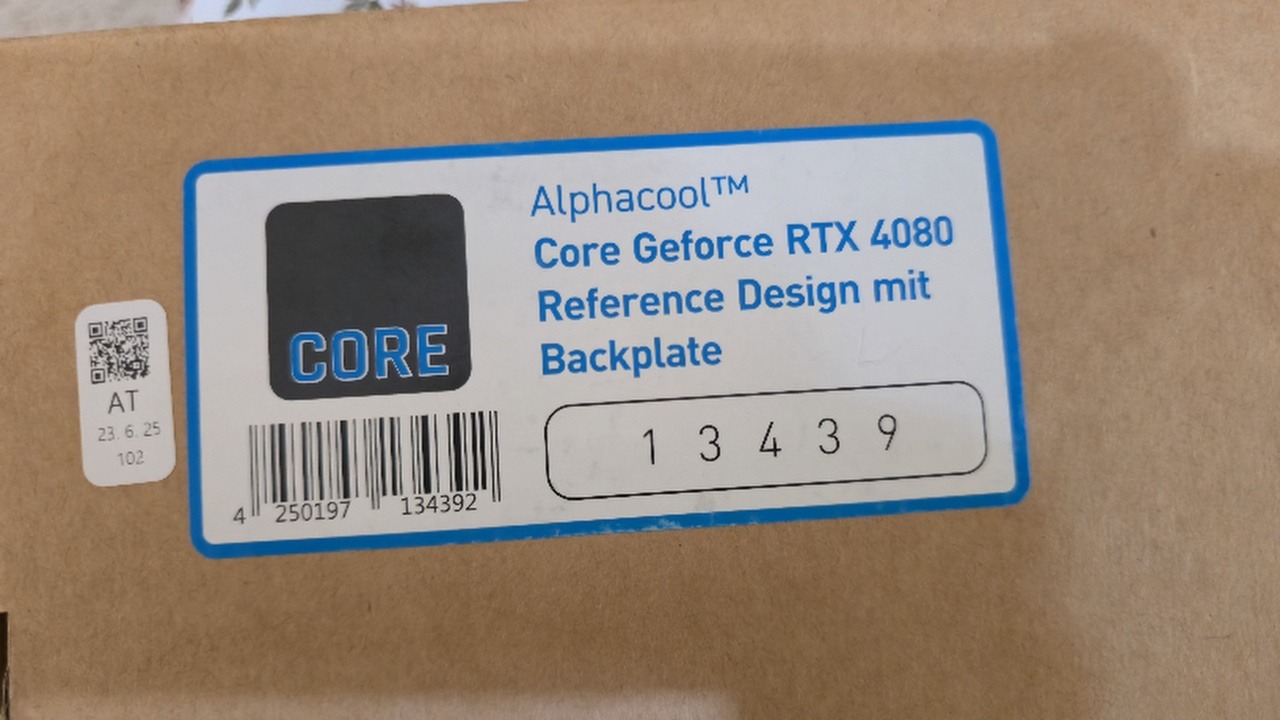 Alphacool™
Core Geforce RTX 4080
Reference Design mit
Backplate
CORE
1 3 4 3 9
4 250197 134392
AT
23. 6. 25
102